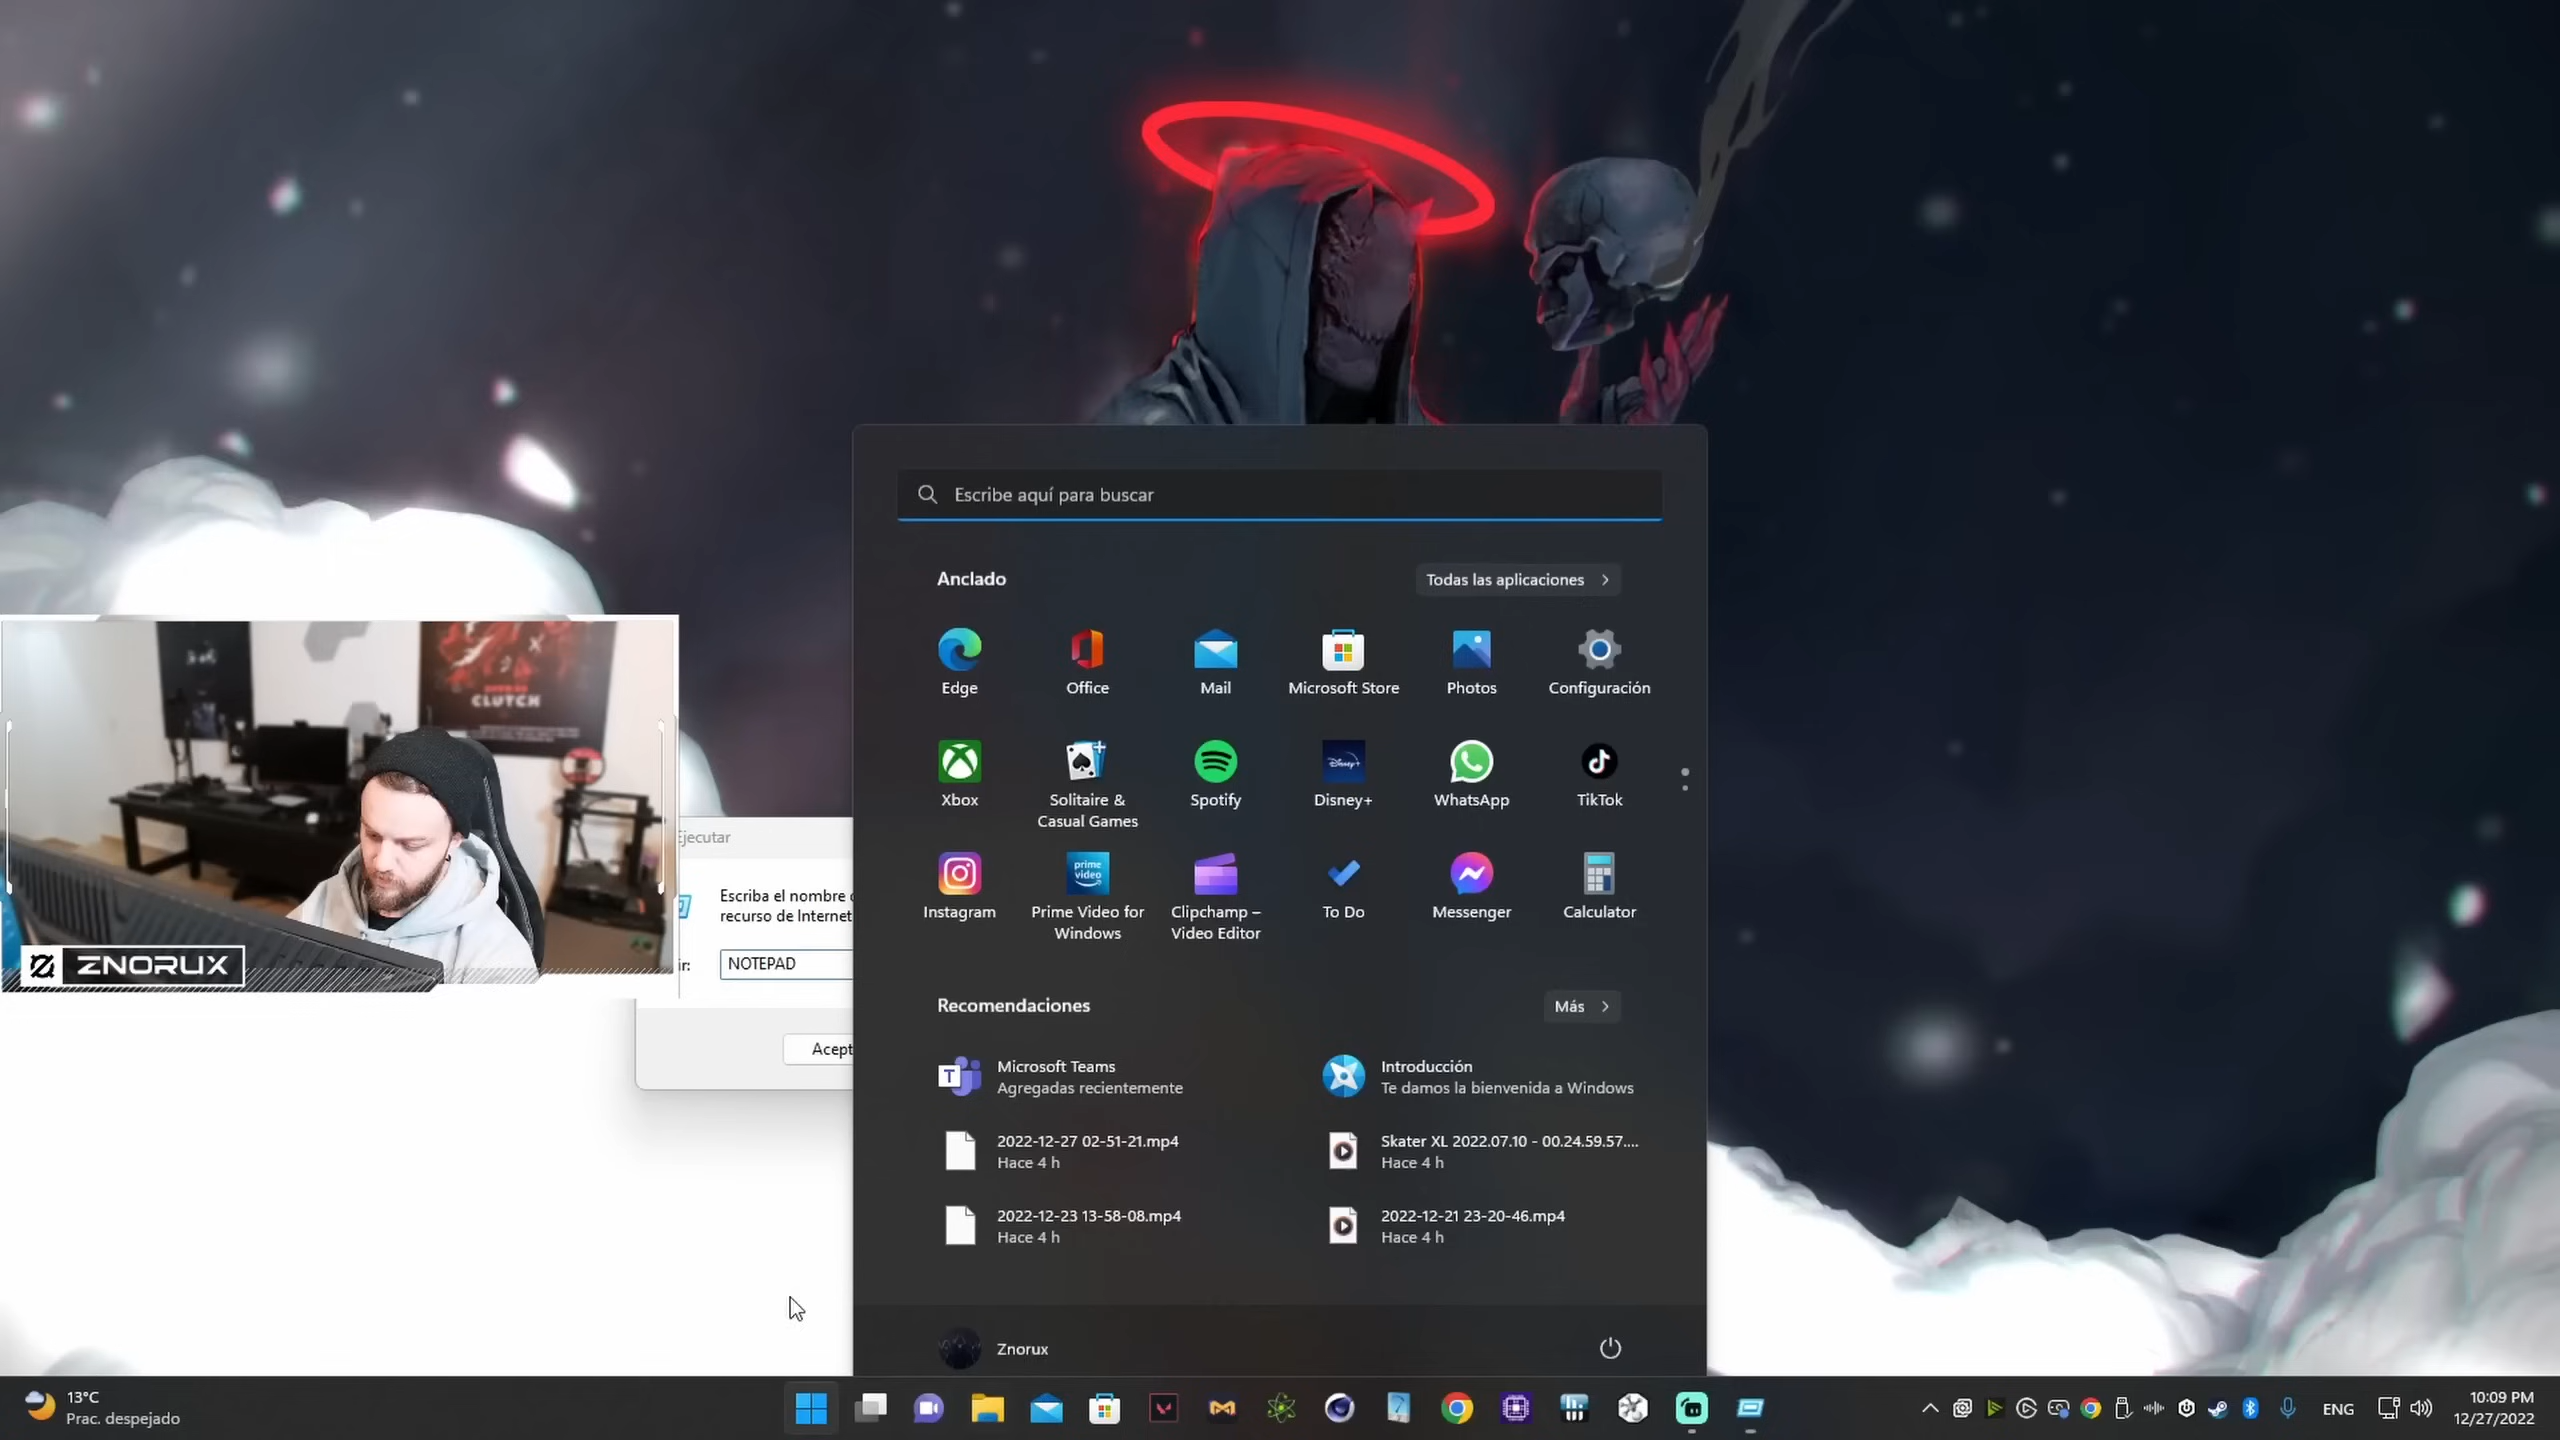 Escribe aquí para buscar
Anclado
Todas las aplicaciones
Edge
Office
Mail
Microsoft Store
Photos
Configuración
Xbox
Solitaire &
Casual Games
Spotify
Disney+
WhatsApp
TikTok
Instagram
prime video
Prime Video for
Windows
Clipchamp –
Video Editor
To Do
Messenger
Calculator
Recomendaciones
Más
Microsoft Teams
Agregadas recientemente
Introducción
Te damos la bienvenida a Windows
2022-12-27 02-51-21.mp4
Hace 4 h
Skater XL 2022.07.10 - 00.24.59.57....
Hace 4 h
2022-12-23 13-58-08.mp4
Hace 4 h
2022-12-21 23-20-46.mp4
Hace 4 h
Znorux
Ejecutar
Escriba el nombre
recurso de Internet
ir:
NOTEPAD
Acept
CLUTCH
ZNORUX
13°C
Prac. despejado
ENG
10:09 PM
12/27/2022